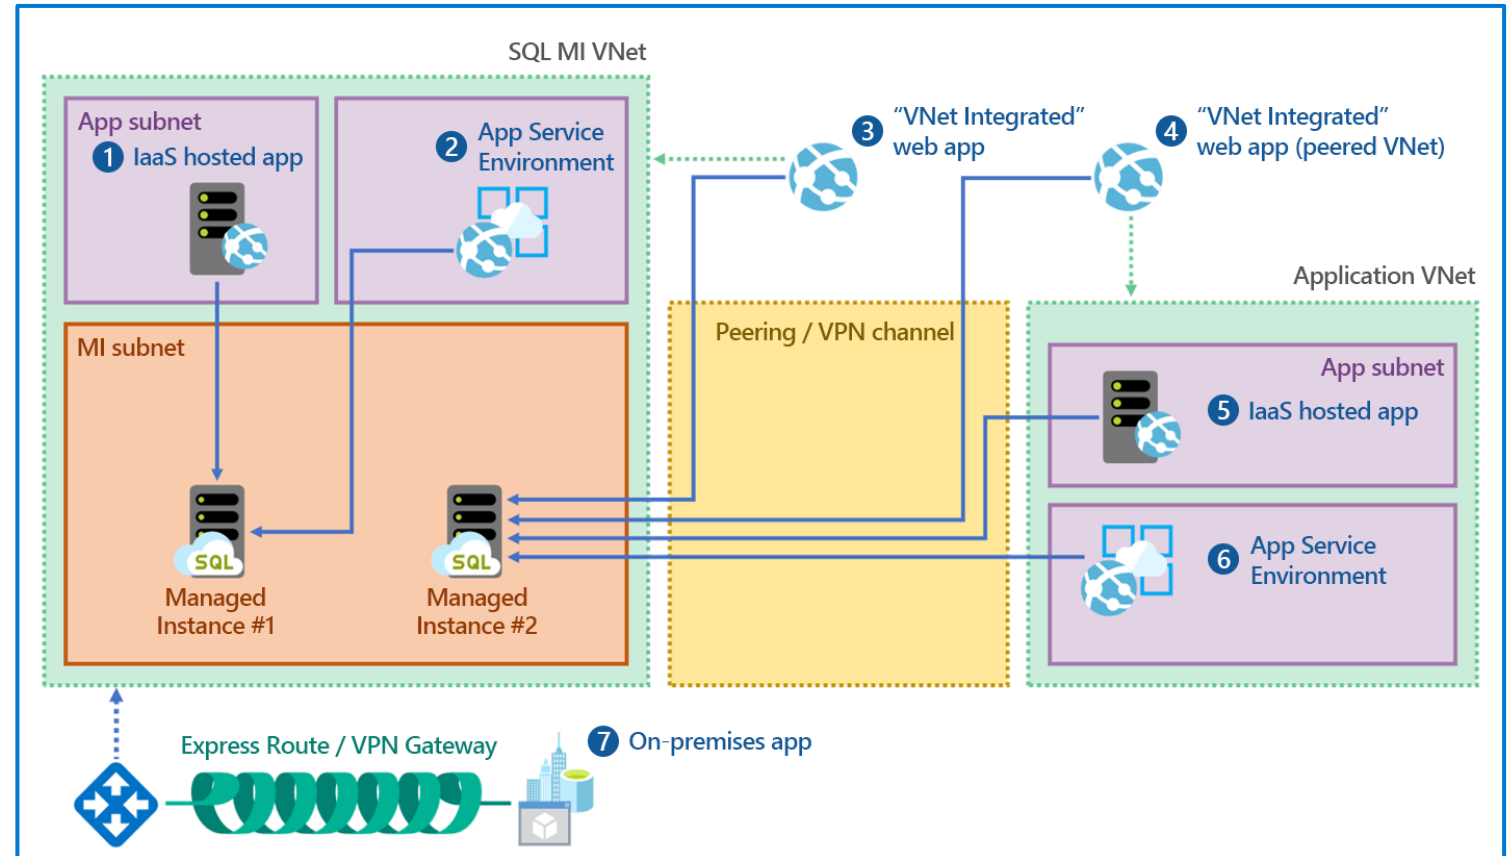 SQL MI VNet
App subnet
1 IaaS hosted app
2 App Service
Environment
3 “VNet Integrated”
web app
4 “VNet Integrated”
web app (peered VNet)
Application VNet
MI subnet
Peering / VPN channel
App subnet
5 IaaS hosted app
6 App Service
Environment
SQL
SQL
Managed
Instance #1
Managed
Instance #2
Express Route / VPN Gateway
7 On-premises app